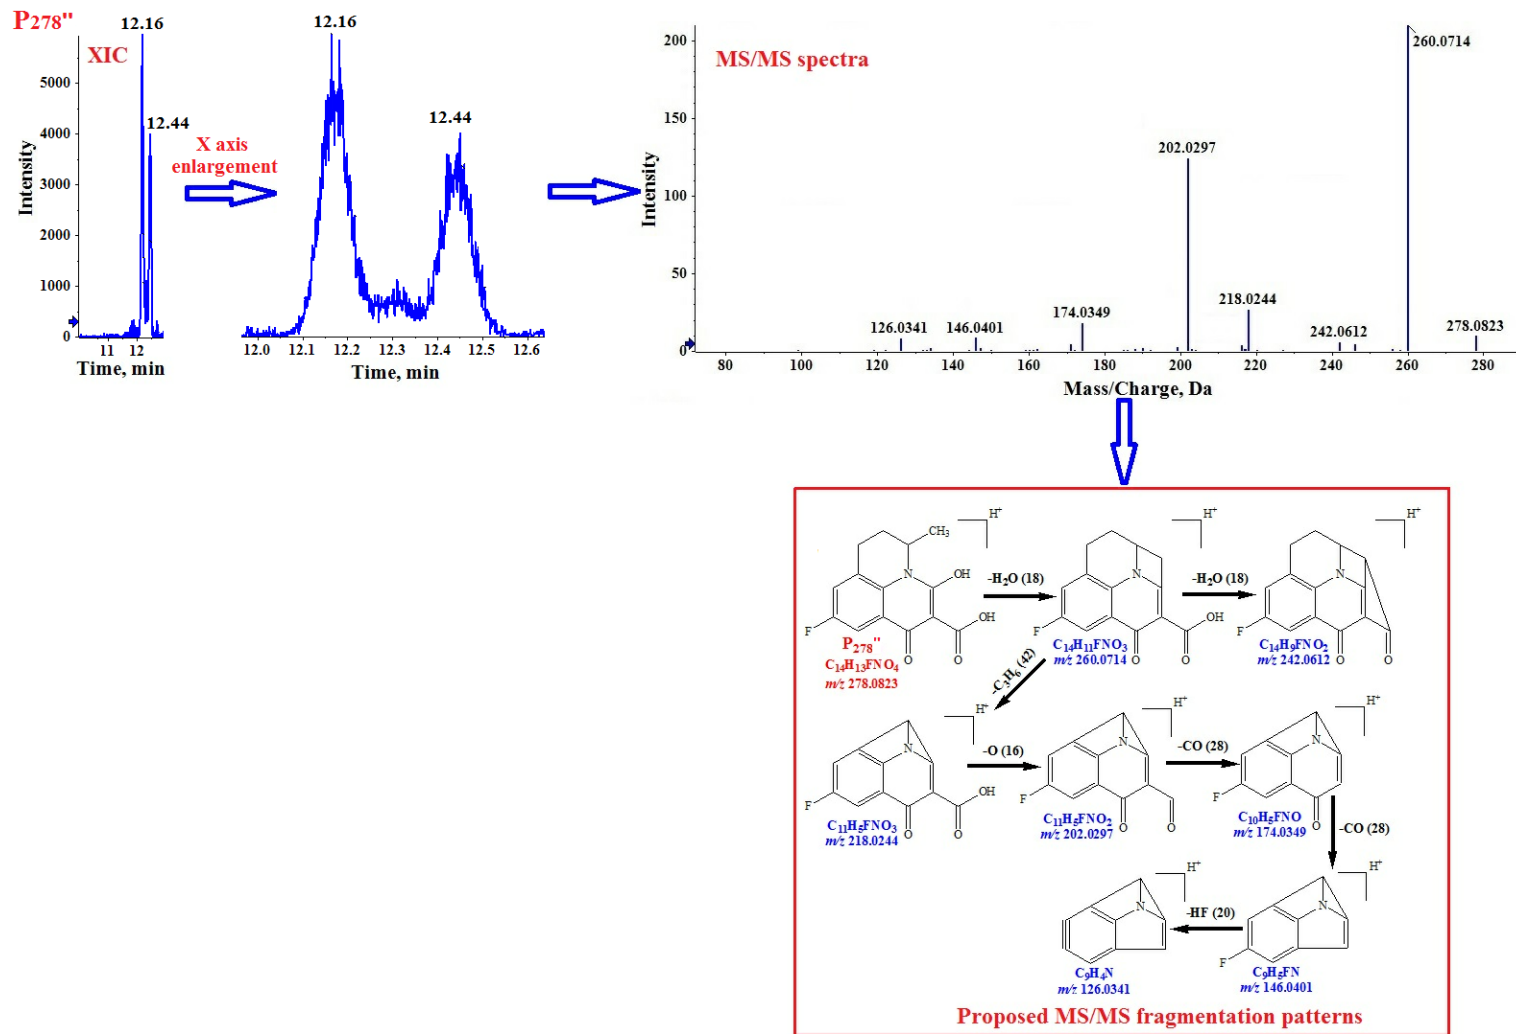 P278"
XIC
12.16
12.44
5000
4000
3000
2000
1000
0
Intensity
11 12
Time, min
X axis
enlargement
12.16
12.44
12.0 12.1 12.2 12.3 12.4 12.5 12.6
Time, min
MS/MS spectra
200
150
100
50
0
Intensity
126.0341
146.0401
174.0349
202.0297
218.0244
242.0612
260.0714
278.0823
80 100 120 140 160 180 200 220 240 260 280
Mass/Charge, Da
H+
CH3
N
OH
F
O
O
OH
P278"
C14H13FNO4
m/z 278.0823
-H2O (18)
H+
N
F
O
O
OH
C14H11FNO3
m/z 260.0714
-H2O (18)
H+
N
F
O
O
C14H9FNO2
m/z 242.0612
-C3H6 (42)
H+
N
F
O
O
OH
C11H5FNO3
m/z 218.0244
-O (16)
H+
N
F
O
O
C11H5FNO2
m/z 202.0297
-CO (28)
H+
N
F
O
C10H5FNO
m/z 174.0349
-CO (28)
H+
N
F
C9H5FN
m/z 146.0401
-HF (20)
H+
N
C9H4N
m/z 126.0341
Proposed MS/MS fragmentation patterns